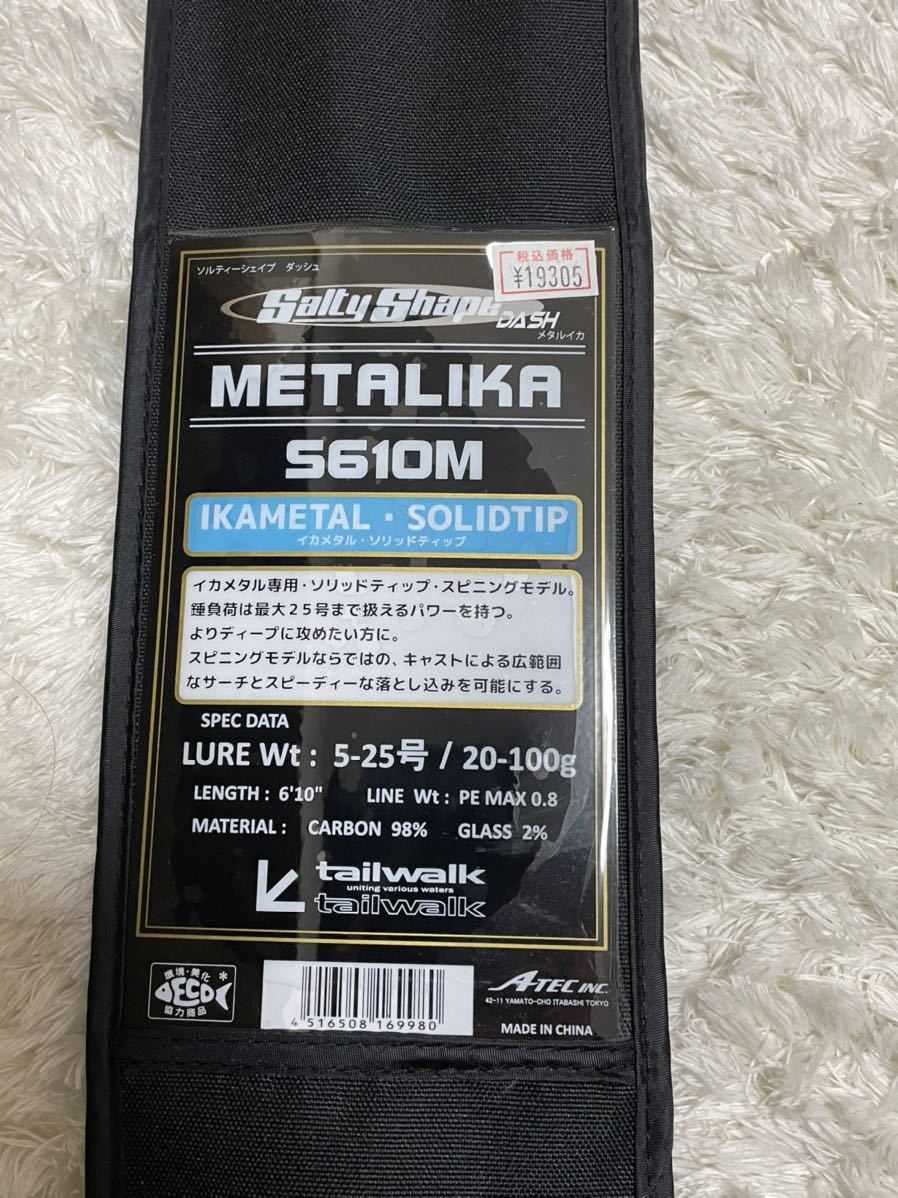 税込価格
¥19305
ソルティーシェイプ ダッシュ
Salty Shape
DASH
メタルイカ
METALIKA
S610M
IKAMETAL・SOLIDTIP
イカメタル・ソリッドティップ
イカメタル専用・ソリッドティップ・スピニングモデル。
錘負荷は最大25号まで扱えるパワーを持つ。
よりディープに攻めたい方に。
スピニングモデルならではの、キャストによる広範囲
なサーチとスピーディーな落とし込みを可能にする。
SPEC DATA
LURE Wt : 5-25号 / 20-100g
LENGTH : 6'10" LINE Wt : PE MAX 0.8
MATERIAL : CARBON 98% GLASS 2%
tailwalk
uniting various waters
tailwalk
環境・美化
ECO
協力商品
4 516508 169980
A-TEC INC.
42-11 YAMATO-CHO ITABASHI TOKYO
MADE IN CHINA